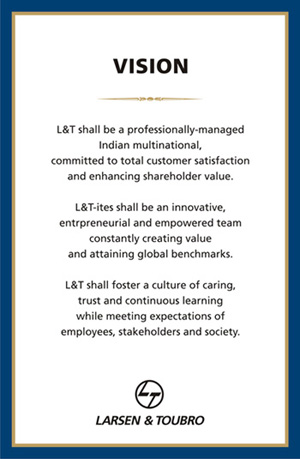 VISION
L&T shall be a professionally-managed
Indian multinational,
committed to total customer satisfaction
and enhancing shareholder value.
L&T-ites shall be an innovative,
entrpreneurial and empowered team
constantly creating value
and attaining global benchmarks.
L&T shall foster a culture of caring,
trust and continuous learning
while meeting expectations of
employees, stakeholders and society.
LT
LARSEN & TOUBRO